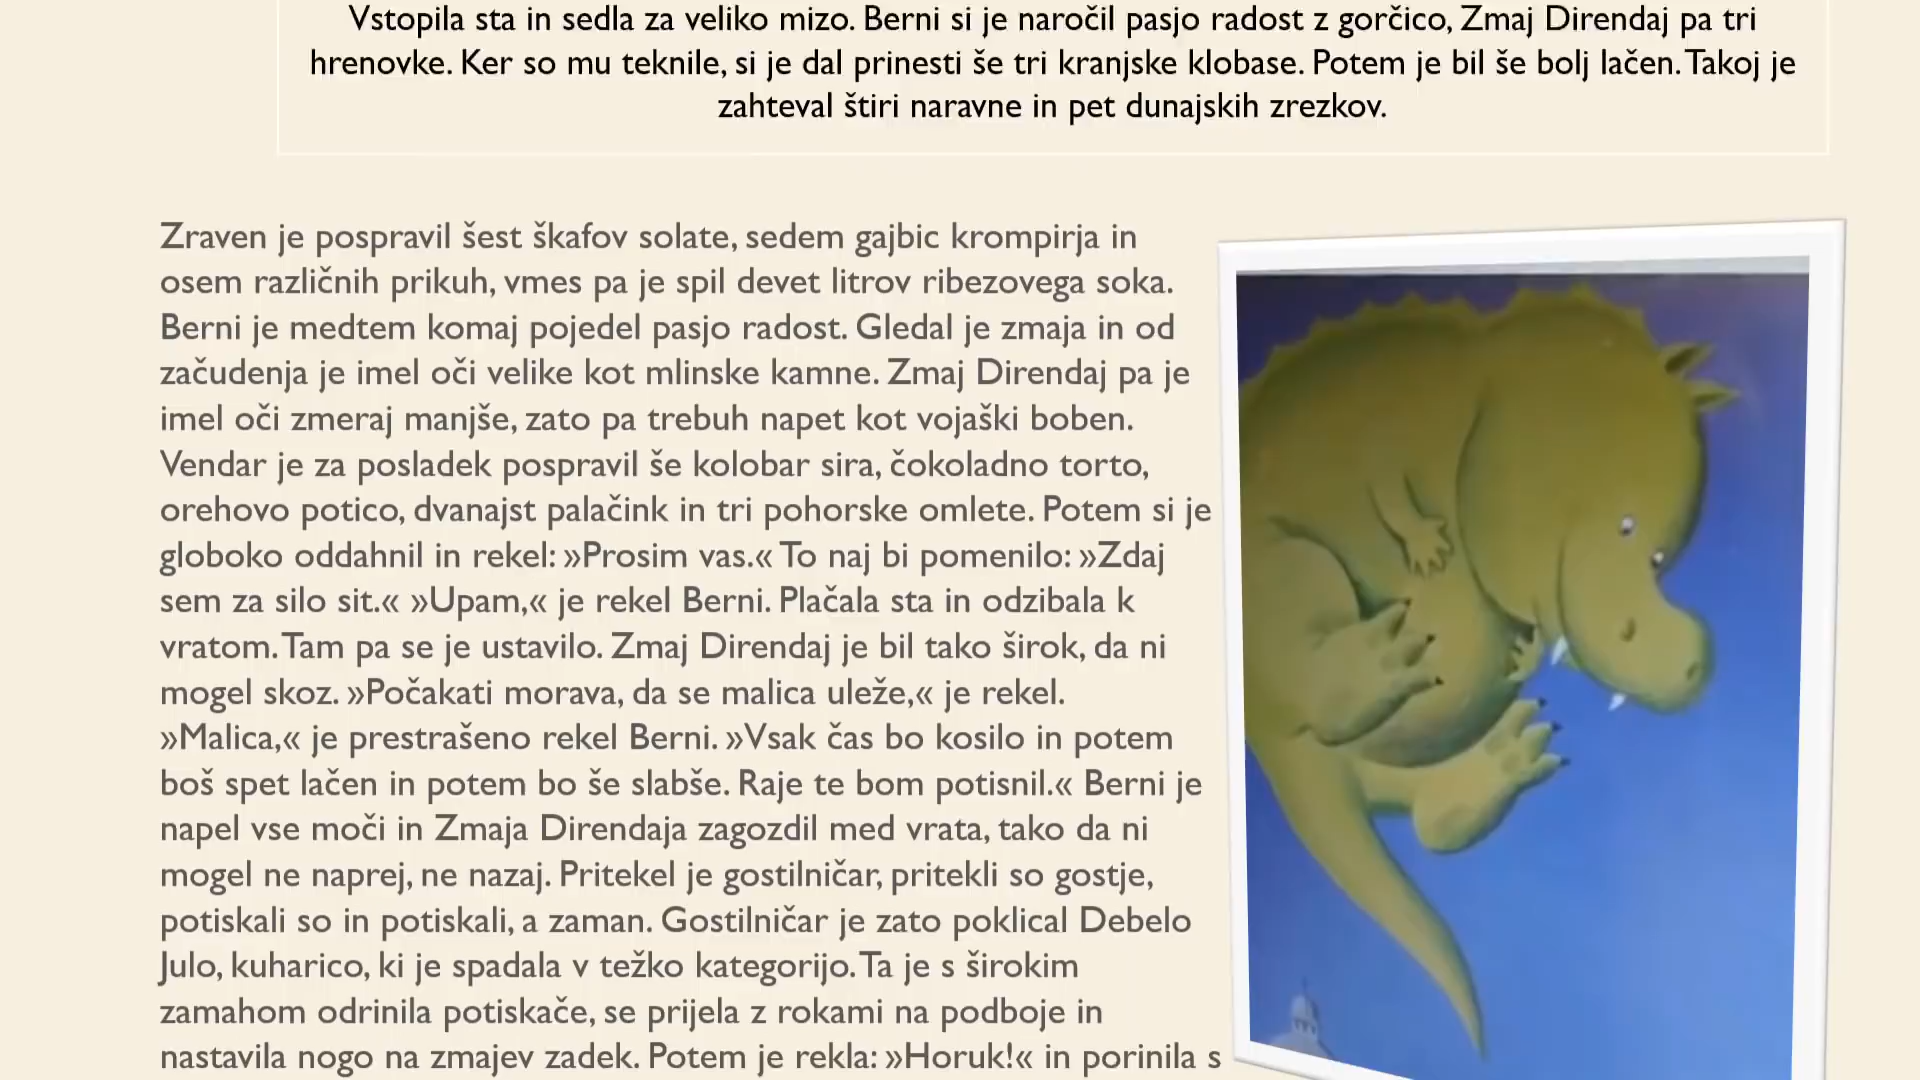 Vstopila sta in sedla za veliko mizo. Berni si je naročil pasjo radost z gorčico, Zmaj Direndaj pa tri
hrenovke. Ker so mu teknile, si je dal prinesti še tri kranjske klobase. Potem je bil še bolj lačen. Takoj je
zahteval štiri naravne in pet dunajskih zrezkov.
Zraven je pospravil šest škafov solate, sedem gajbic krompirja in
osem različnih prikuh, vmes pa je spil devet litrov ribezovega soka.
Berni je medtem komaj pojedel pasjo radost. Gledal je zmaja in od
začudenja je imel oči velike kot mlinske kamne. Zmaj Direndaj pa je
imel oči zmeraj manjše, zato pa trebuh napet kot vojaški boben.
Vendar je za posladek pospravil še kolobar sira, čokoladno torto,
orehovo potico, dvanajst palačink in tri pohorske omlete. Potem si je
globoko oddahnil in rekel: »Prosim vas.« To naj bi pomenilo: »Zdaj
sem za silo sit.« »Upam,« je rekel Berni. Plačala sta in odzibala k
vratom. Tam pa se je ustavilo. Zmaj Direndaj je bil tako širok, da ni
mogel skoz. »Počakati morava, da se malica uleže,« je rekel.
»Malica,« je prestrašeno rekel Berni. »Vsak čas bo kosilo in potem
boš spet lačen in potem bo še slabše. Raje te bom potisnil.« Berni je
napel vse moči in Zmaja Direndaja zagozdil med vrata, tako da ni
mogel ne naprej, ne nazaj. Pritekel je gostilničar, pritekli so gostje,
potiskali so in potiskali, a zaman. Gostilničar je zato poklical Debelo
Julo, kuharico, ki je spadala v težko kategorijo. Ta je s širokim
zamahom odrinila potiskače, se prijela z rokami na podboje in
nastavila nogo na zmajev zadek. Potem je rekla: »Horuk!« in porinila s